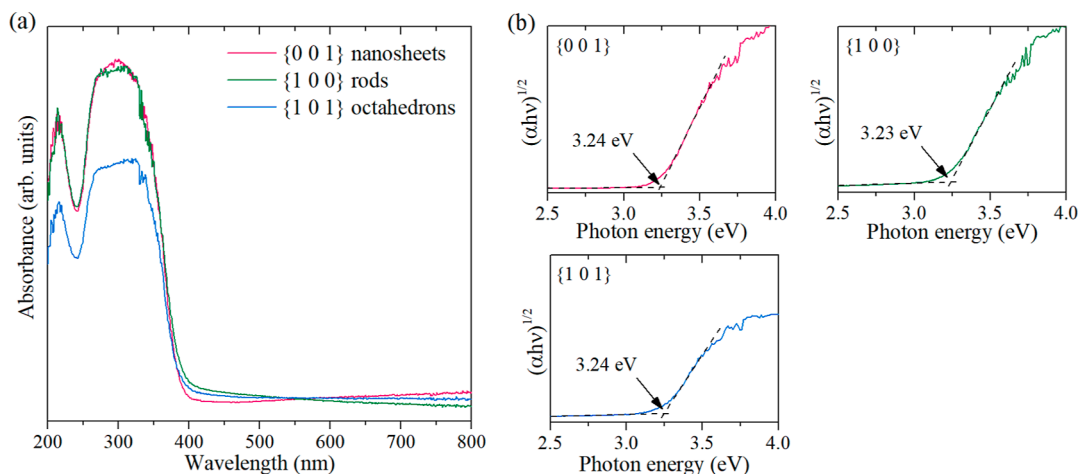 (a)
{0 0 1} nanosheets
{1 0 0} rods
{1 0 1} octahedrons
Absorbance (arb. units)
200 300 400 500 600 700 800
Wavelength (nm)
(b)
{0 0 1}
(αhν)^1/2
3.24 eV
2.5 3.0 3.5 4.0
Photon energy (eV)
{1 0 0}
(αhν)^1/2
3.23 eV
2.5 3.0 3.5 4.0
Photon energy (eV)
{1 0 1}
(αhν)^1/2
3.24 eV
2.5 3.0 3.5 4.0
Photon energy (eV)